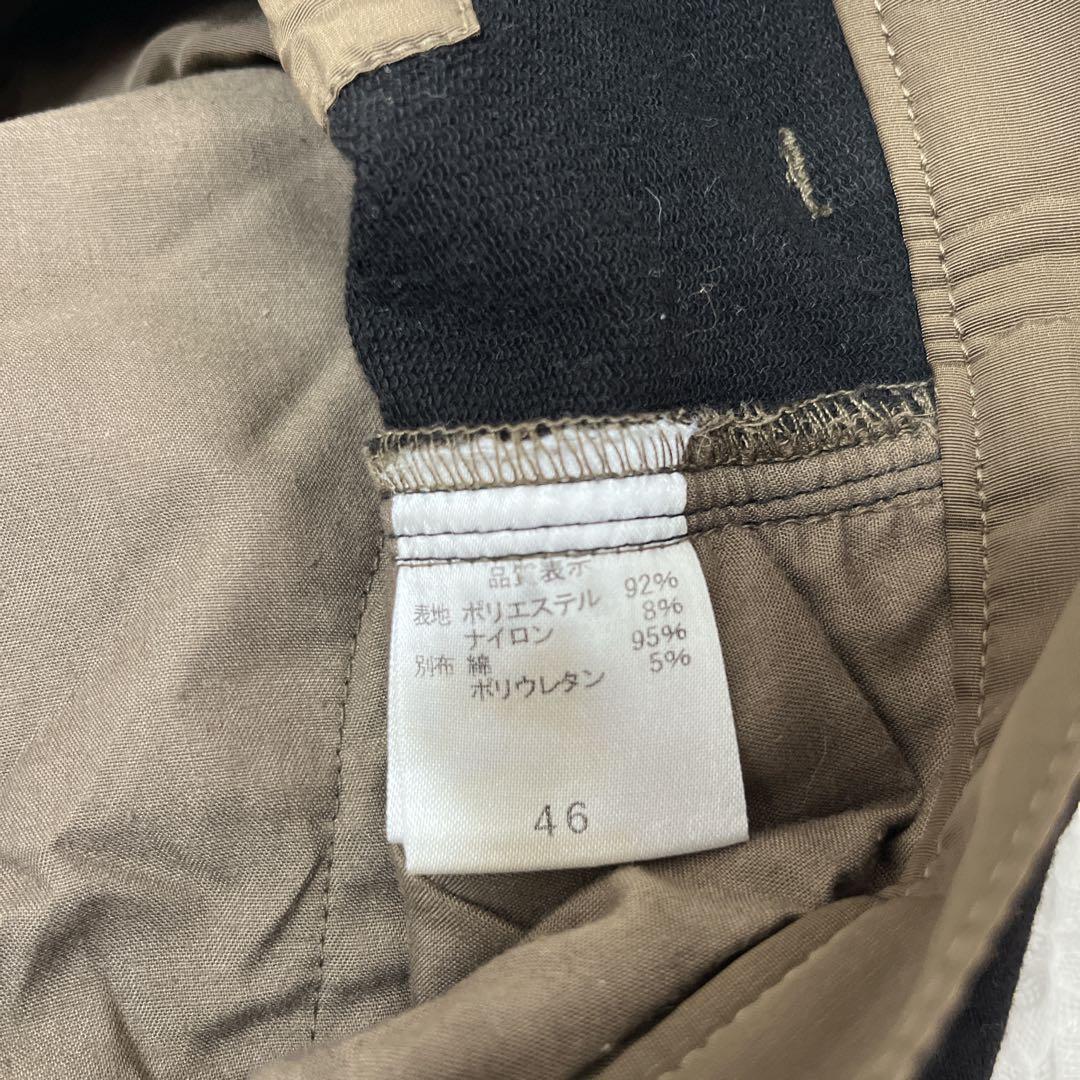 品質表示
表地 ポリエステル 92%
ナイロン 8%
別布 綿 95%
ポリウレタン 5%
46